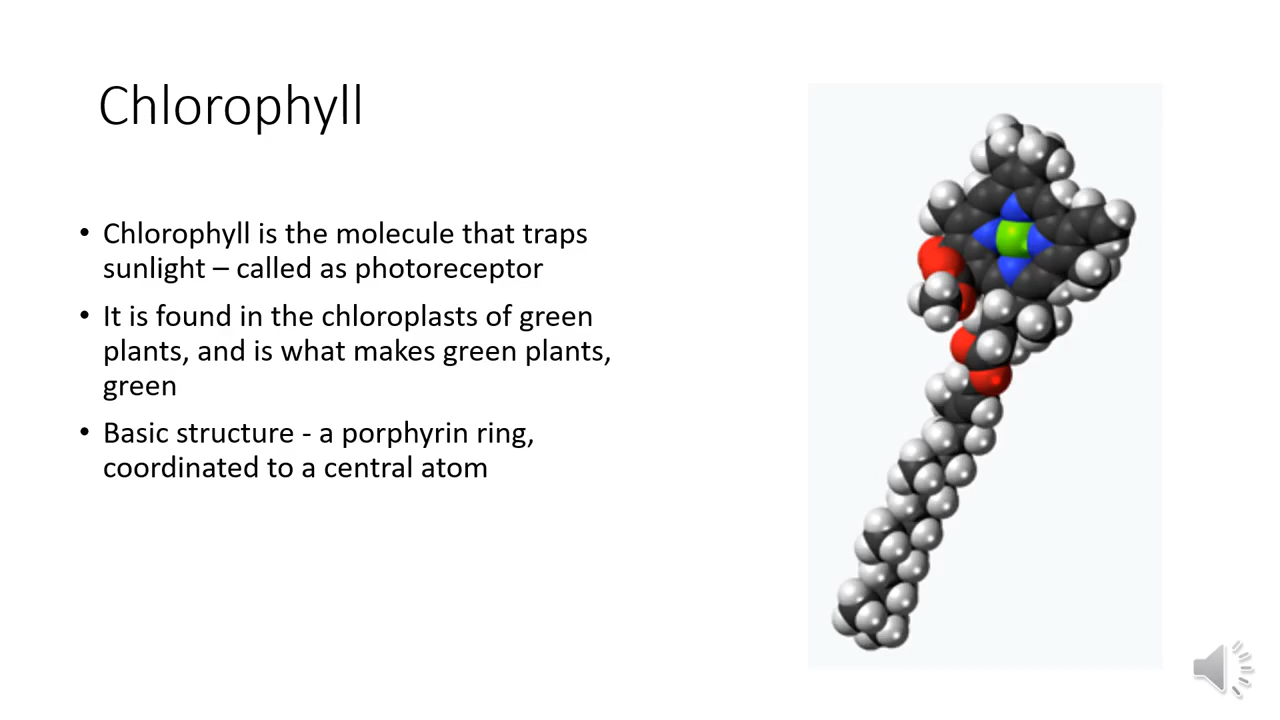 Chlorophyll
• Chlorophyll is the molecule that traps
sunlight – called as photoreceptor
• It is found in the chloroplasts of green
plants, and is what makes green plants,
green
• Basic structure - a porphyrin ring,
coordinated to a central atom